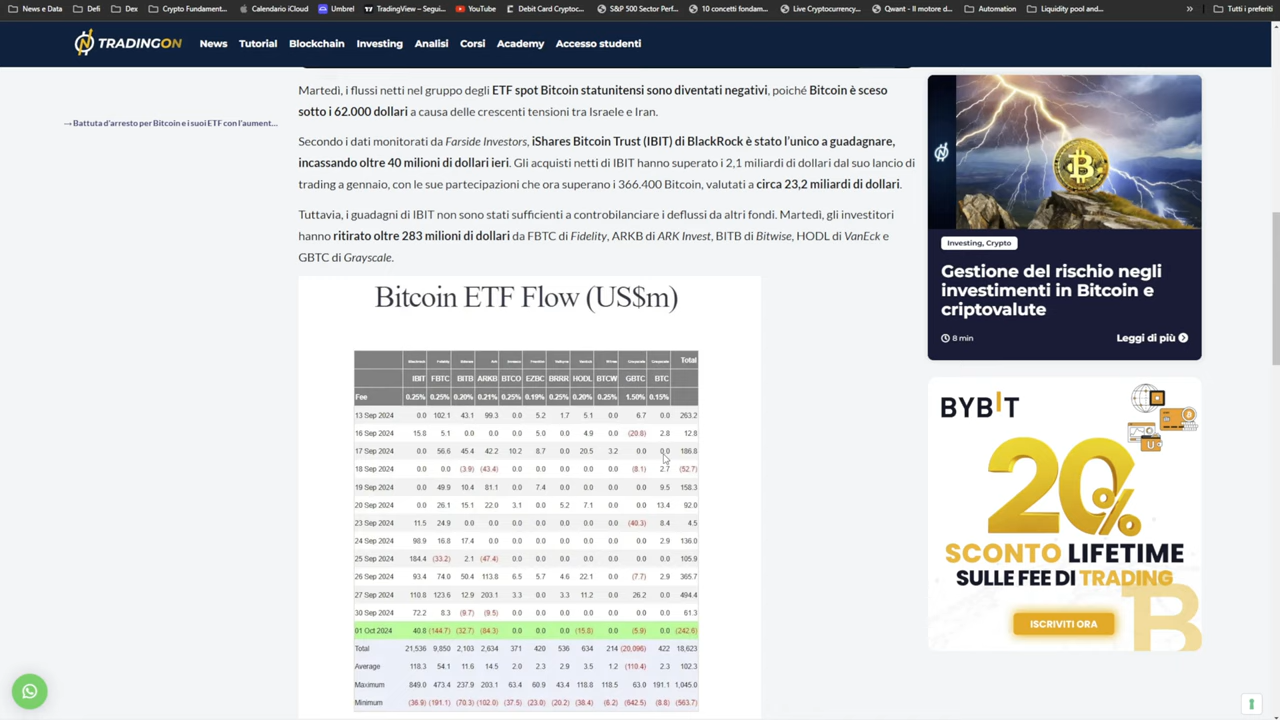 News e Data
Defi
Dex
Crypto Fundament...
Calendario iCloud
Umbrel
TradingView – Segui...
YouTube
Debit Card Cryptoc...
S&P 500 Sector Perf...
10 concetti fondam...
Live Cryptocurrency...
Qwant - Il motore d...
Automation
Liquidity pool and...
»
Tutti i preferiti
TRADINGON
News
Tutorial
Blockchain
Investing
Analisi
Corsi
Academy
Accesso studenti
→ Battuta d'arresto per Bitcoin e i suoi ETF con l'aument...
Martedì, i flussi netti nel gruppo degli ETF spot Bitcoin statunitensi sono diventati negativi, poiché Bitcoin è sceso
sotto i 62.000 dollari a causa delle crescenti tensioni tra Israele e Iran.
Secondo i dati monitorati da Farside Investors, iShares Bitcoin Trust (IBIT) di BlackRock è stato l'unico a guadagnare,
incassando oltre 40 milioni di dollari ieri. Gli acquisti netti di IBIT hanno superato i 2,1 miliardi di dollari dal suo lancio di
trading a gennaio, con le sue partecipazioni che ora superano i 366.400 Bitcoin, valutati a circa 23,2 miliardi di dollari.
Tuttavia, i guadagni di IBIT non sono stati sufficienti a controbilanciare i deflussi da altri fondi. Martedì, gli investitori
hanno ritirato oltre 283 milioni di dollari da FBTC di Fidelity, ARKB di ARK Invest, BITB di Bitwise, HODL di VanEck e
GBTC di Grayscale.
Bitcoin ETF Flow (US$m)
Total
IBIT FBTC BITB ARKB BTCO EZBC BRRR HODL BTCW GBTC BTC
Fee 0.25% 0.25% 0.20% 0.21% 0.25% 0.19% 0.25% 0.20% 0.25% 1.50% 0.15%
13 Sep 2024 0.0 102.1 43.1 99.3 0.0 5.2 1.7 5.1 0.0 6.7 0.0 263.2
16 Sep 2024 15.8 5.1 0.0 0.0 0.0 5.0 0.0 4.9 0.0 (20.8) 2.8 12.8
17 Sep 2024 0.0 56.6 45.4 42.2 10.2 8.7 0.0 20.5 3.2 0.0 0.0 186.8
18 Sep 2024 0.0 0.0 (3.9) (43.4) 0.0 0.0 0.0 0.0 0.0 (8.1) 2.7 (52.7)
19 Sep 2024 0.0 49.9 10.4 81.1 0.0 7.4 0.0 0.0 0.0 0.0 9.5 158.3
20 Sep 2024 0.0 26.1 15.1 22.0 3.1 0.0 5.2 7.1 0.0 0.0 13.4 92.0
23 Sep 2024 11.5 24.9 0.0 0.0 0.0 0.0 0.0 0.0 0.0 (40.3) 8.4 4.5
24 Sep 2024 98.9 16.8 17.4 0.0 0.0 0.0 0.0 0.0 0.0 0.0 2.9 136.0
25 Sep 2024 184.4 (33.2) 2.1 (47.4) 0.0 0.0 0.0 0.0 0.0 0.0 0.0 105.9
26 Sep 2024 93.4 74.0 50.4 113.8 6.5 5.7 4.6 22.1 0.0 (7.7) 2.9 365.7
27 Sep 2024 110.8 123.6 12.9 203.1 3.3 0.0 3.3 11.2 0.0 26.2 0.0 494.4
30 Sep 2024 72.2 8.3 (9.7) (9.5) 0.0 0.0 0.0 0.0 0.0 0.0 0.0 61.3
01 Oct 2024 40.8 (144.7) (32.7) (84.3) 0.0 0.0 0.0 (15.8) 0.0 (5.9) 0.0 (242.6)
Total 21,536 9,850 2,103 2,634 371 420 536 634 214 (20,096) 422 18,623
Average 118.3 54.1 11.6 14.5 2.0 2.3 2.9 3.5 1.2 (110.4) 2.3 102.3
Maximum 849.0 473.4 237.9 203.1 63.4 60.9 43.4 118.8 118.5 63.0 191.1 1,045.0
Minimum (36.9) (191.1) (70.3) (102.0) (37.5) (23.0) (20.2) (38.4) (6.2) (642.5) (8.8) (563.7)
Investing, Crypto
Gestione del rischio negli
investimenti in Bitcoin e
criptovalute
8 min
Leggi di più
BYBIT
20%
SCONTO LIFETIME
SULLE FEE DI TRADING
ISCRIVITI ORA